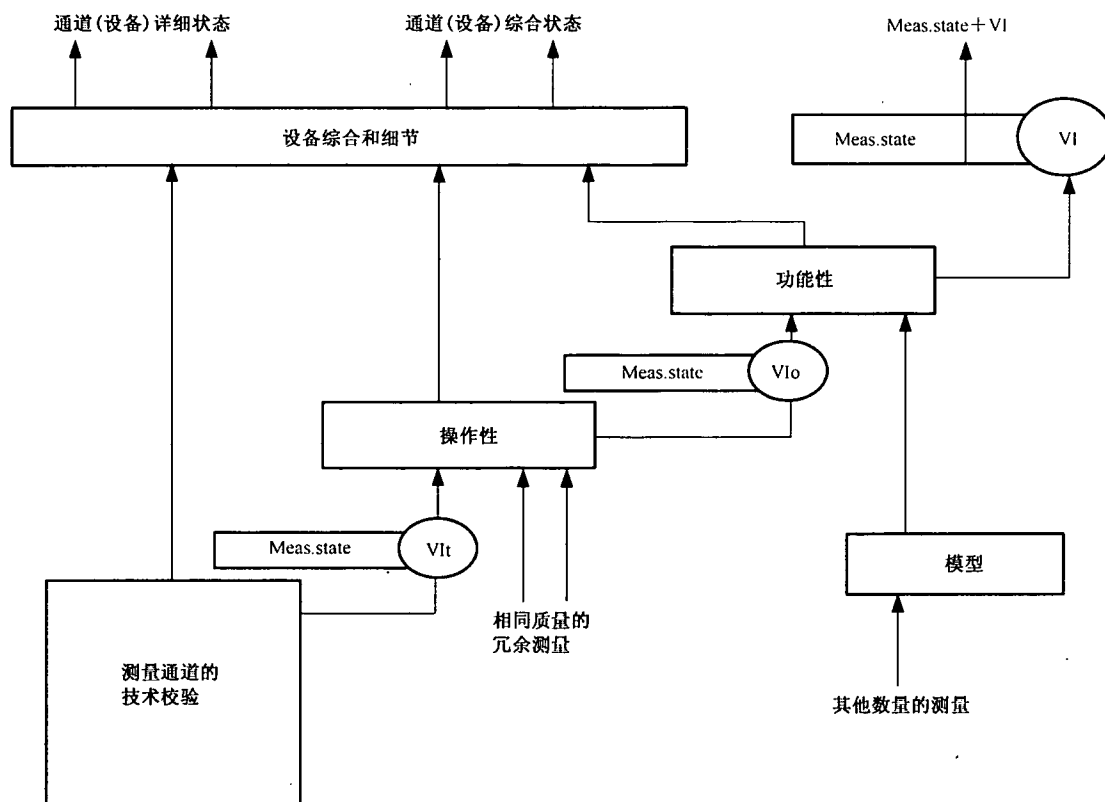 通道(设备)详细状态
通道(设备)综合状态
Meas.state+VI
设备综合和细节
Meas.state
VI
功能性
Meas.state
VIo
操作性
Meas.state
VIt
模型
相同质量的
冗余测量
测量通道的
技术校验
其他数量的测量